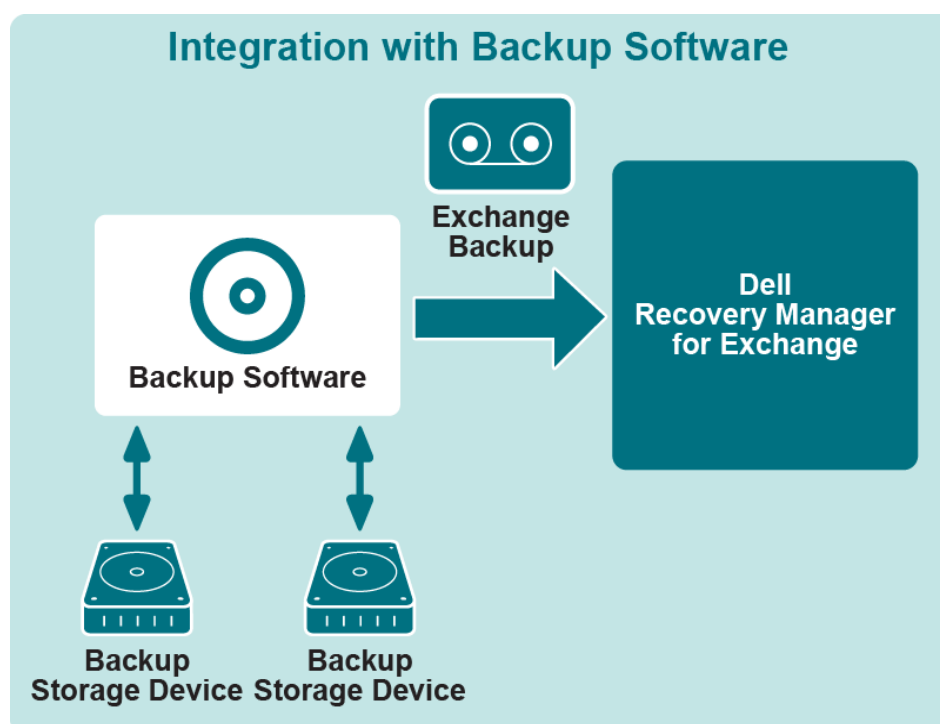 Integration with Backup Software
Exchange
Backup
Backup Software
Dell
Recovery Manager
for Exchange
Backup
Storage Device
Backup
Storage Device